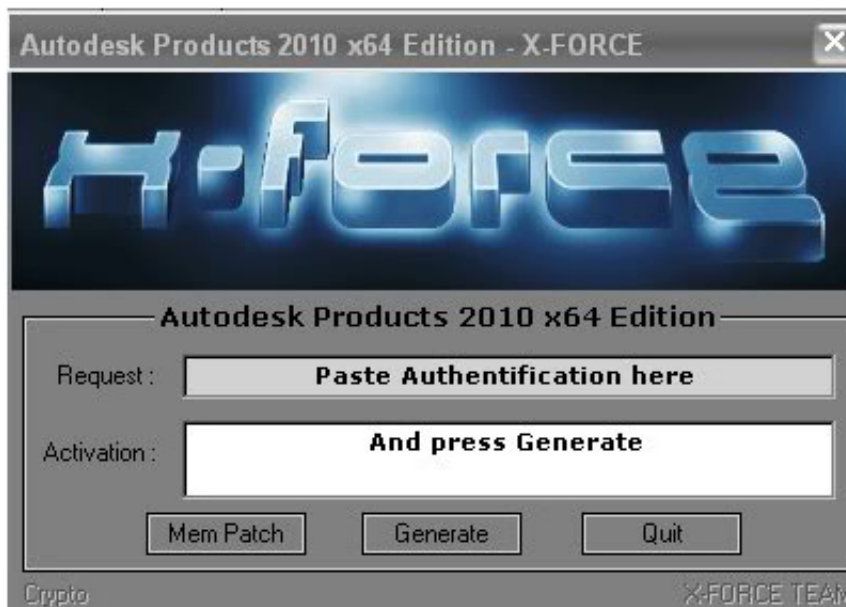 Autodesk Products 2010 x64 Edition - X-FORCE
X-force
Autodesk Products 2010 x64 Edition
Request :
Paste Authentification here
Activation :
And press Generate
Mem Patch
Generate
Quit
Crypto
X-FORCE TEAM